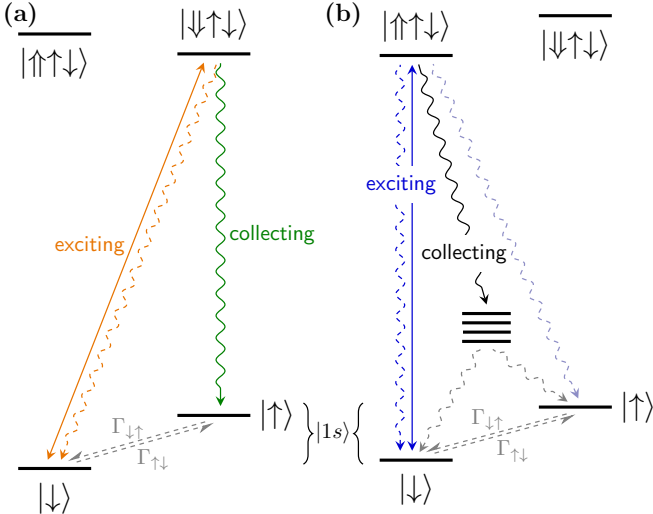 (a)
|⇑↑↓⟩
|⇓↑↓⟩
exciting
collecting
Γ↓↑
Γ↑↓
|↑⟩
|↓⟩
}|1s⟩{
(b)
|⇑↑↓⟩
|⇓↑↓⟩
exciting
collecting
Γ↓↑
Γ↑↓
|↑⟩
|↓⟩